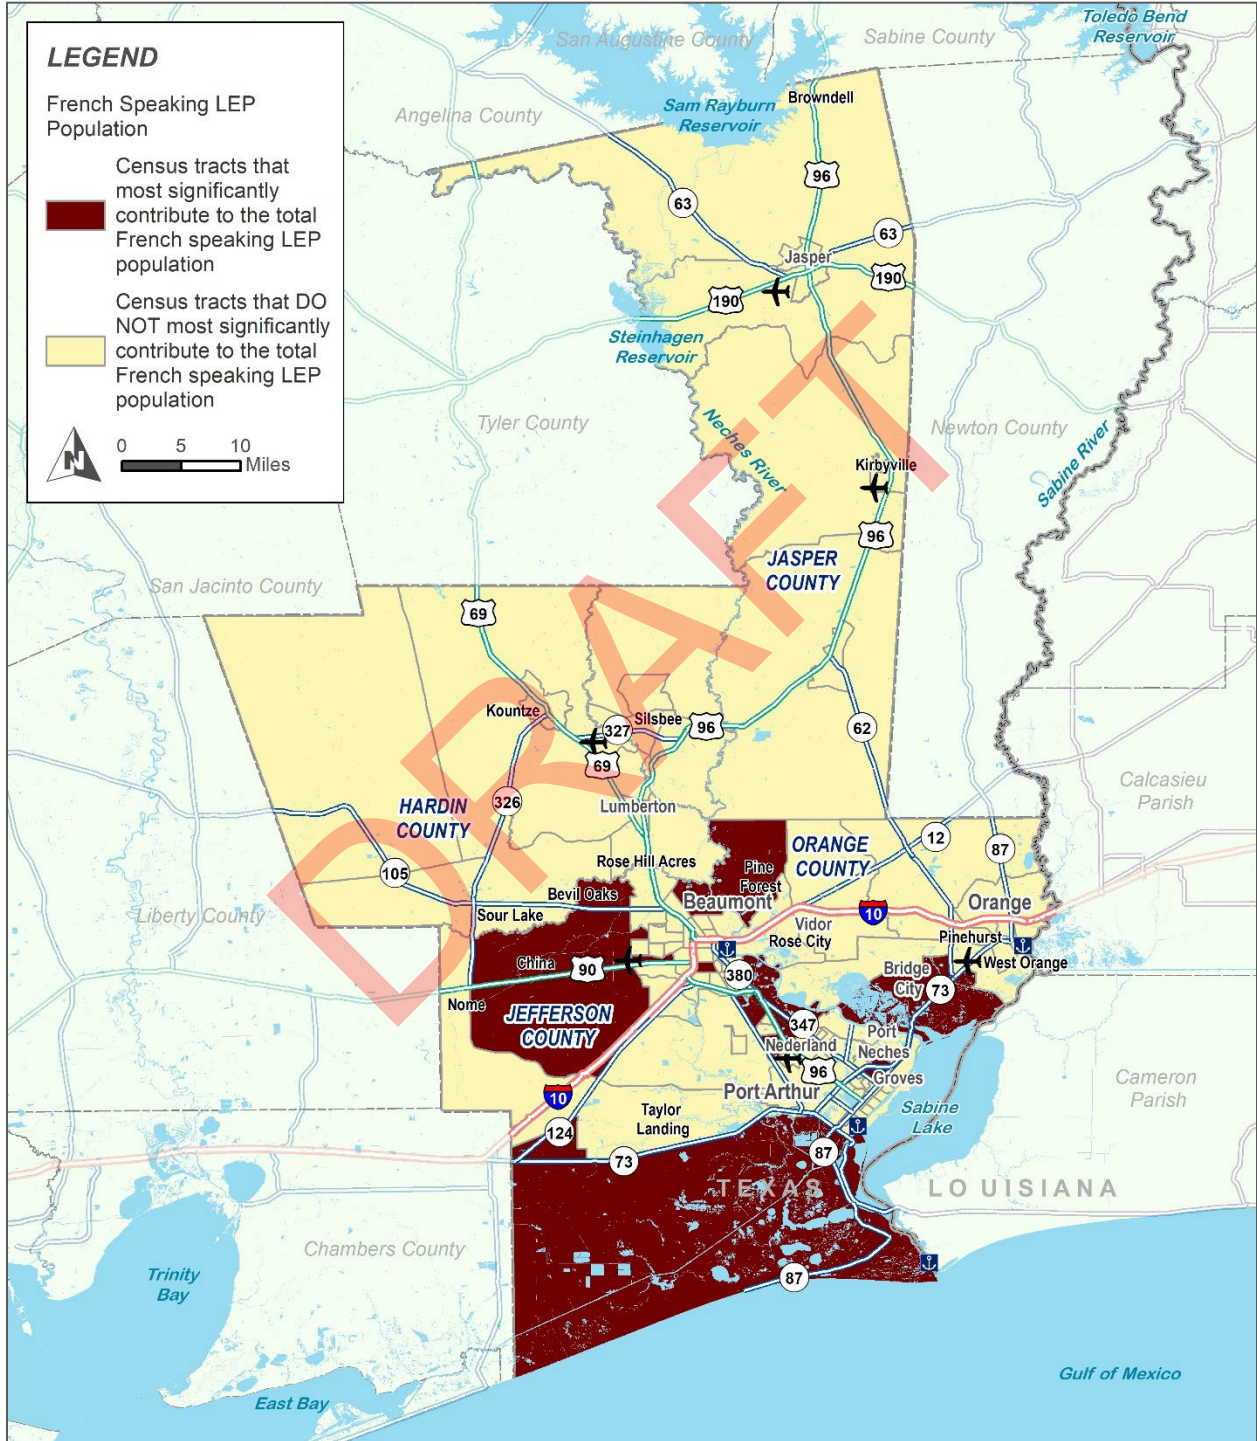 LEGEND
French Speaking LEP
Population
Census tracts that
most significantly
contribute to the total
French speaking LEP
population
Census tracts that DO
NOT most significantly
contribute to the total
French speaking LEP
population
N
0 5 10
Miles
San Augustine County
Sabine County
Toledo Bend
Reservoir
Angelina County
Sam Rayburn
Reservoir
Browndell
96
63
63
Jasper
190
190
Steinhagen
Reservoir
Tyler County
Neches River
Newton County
Sabine River
Kirbyville
96
JASPER
COUNTY
San Jacinto County
69
DRAFT
Kountze
327
Silsbee
96
62
69
HARDIN
COUNTY
326
Lumberton
Calcasieu
Parish
105
Rose Hill Acres
Pine
Forest
ORANGE
COUNTY
12
87
Bevil Oaks
Beaumont
Liberty County
Sour Lake
Vidor
10
Orange
Rose City
Pinehurst
West Orange
China
90
380
Bridge
City
73
Nome
JEFFERSON
COUNTY
347
Port
Neches
Nederland
96
Groves
Port Arthur
10
Cameron
Parish
Taylor
Landing
Sabine
Lake
124
73
87
TEXAS
LOUISIANA
Chambers County
Trinity
Bay
87
East Bay
Gulf of Mexico